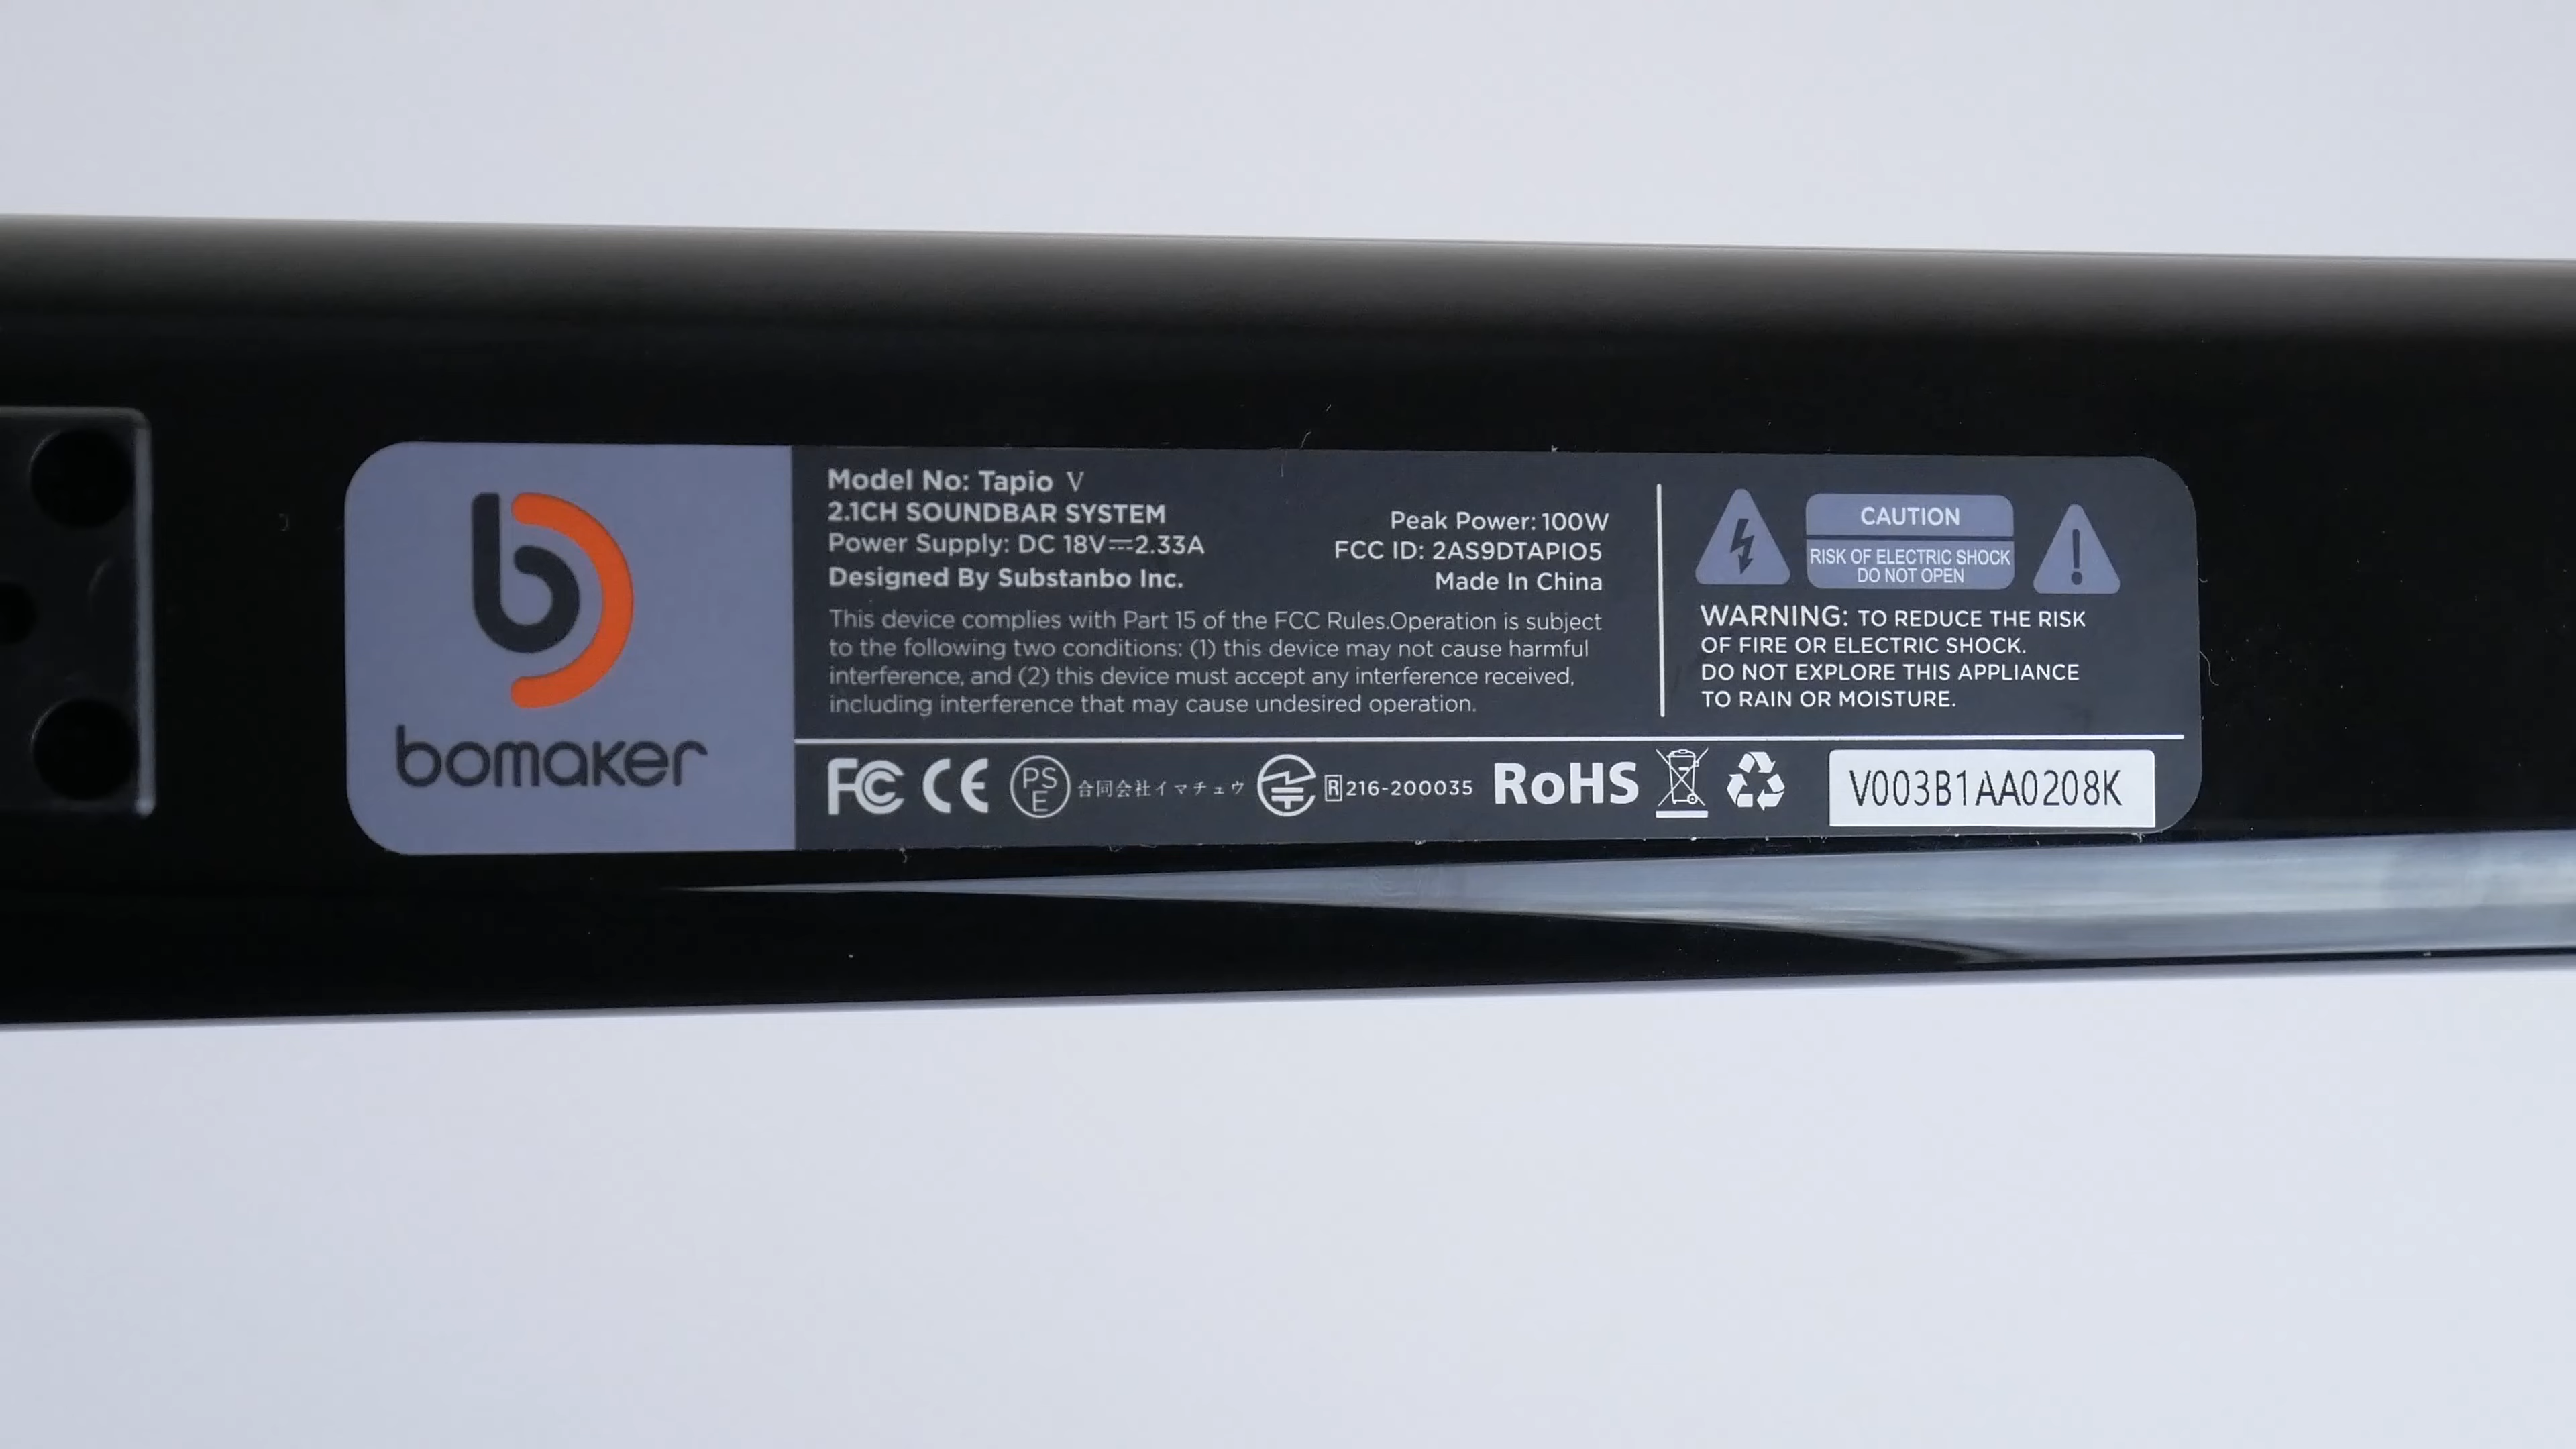 bomaker
Model No: Tapio V
2.1CH SOUNDBAR SYSTEM
Power Supply: DC 18V⎓2.33A
Designed By Substanbo Inc.
Peak Power: 100W
FCC ID: 2AS9DTAPIO5
Made In China
This device complies with Part 15 of the FCC Rules.Operation is subject
to the following two conditions: (1) this device may not cause harmful
interference, and (2) this device must accept any interference received,
including interference that may cause undesired operation.
CAUTION
RISK OF ELECTRIC SHOCK
DO NOT OPEN
WARNING: TO REDUCE THE RISK
OF FIRE OR ELECTRIC SHOCK.
DO NOT EXPLORE THIS APPLIANCE
TO RAIN OR MOISTURE.
FC CE PSE 合同会社イマチュウ R 216-200035 RoHS
V003B1AA0208K